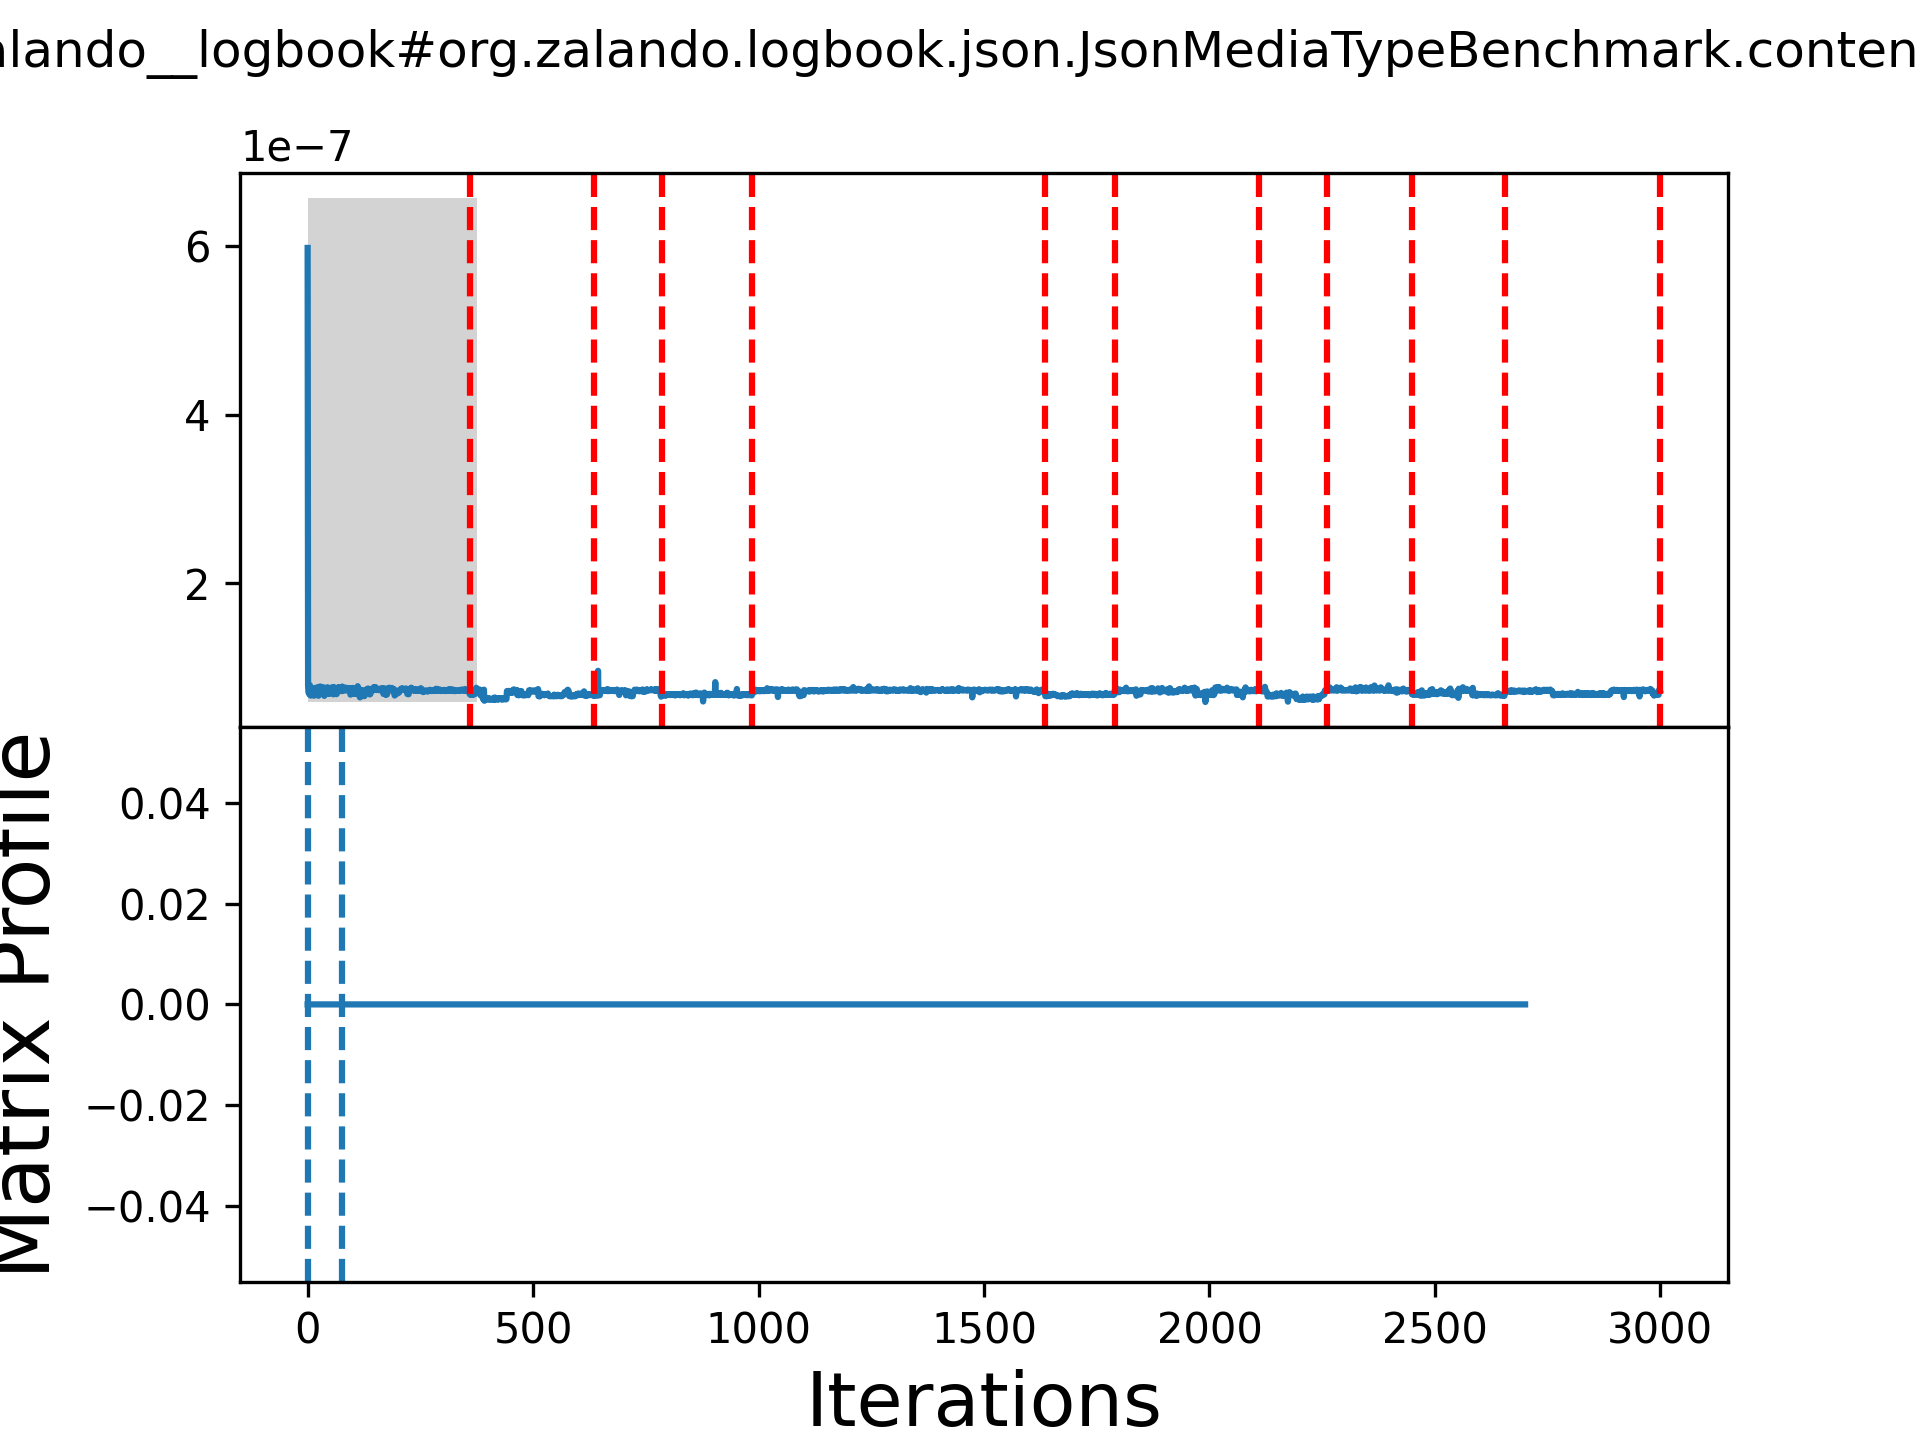 alando__logbook#org.zalando.logbook.json.JsonMediaTypeBenchmark.conten
1e−7
6
4
2
Matrix Profile
0.04
0.02
0.00
−0.02
−0.04
0 500 1000 1500 2000 2500 3000
Iterations